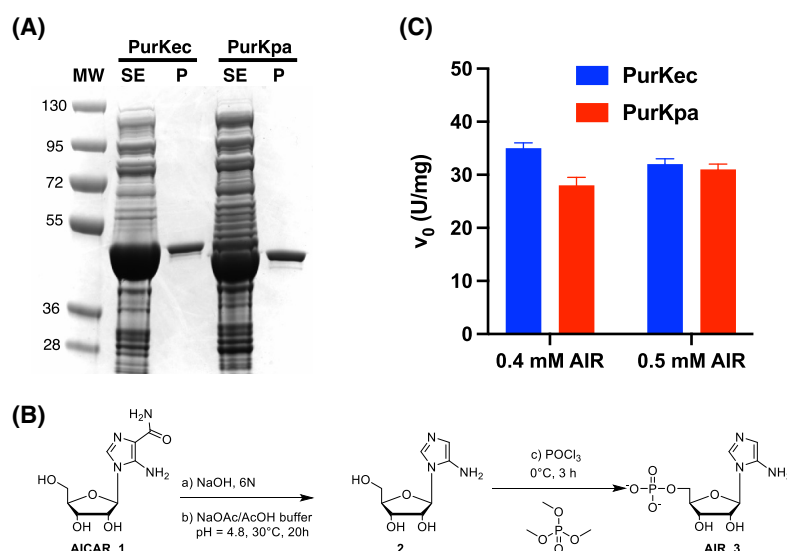 (A)
PurKec PurKpa
MW SE P SE P
130
95
72
55
36
28
(C)
50
40
30
20
10
0
v0 (U/mg)
PurKec
PurKpa
0.4 mM AIR 0.5 mM AIR
(B)
H2N
O
N
N
NH2
HO
O
OH OH
AICAR, 1
a) NaOH, 6N
b) NaOAc/AcOH buffer
pH = 4.8, 30°C, 20h
N
N
NH2
HO
O
OH OH
2
c) POCl3
0°C, 3 h
O
O P O
O
N
N
NH2
O
-O P O
O-
O
OH OH
AIR, 3